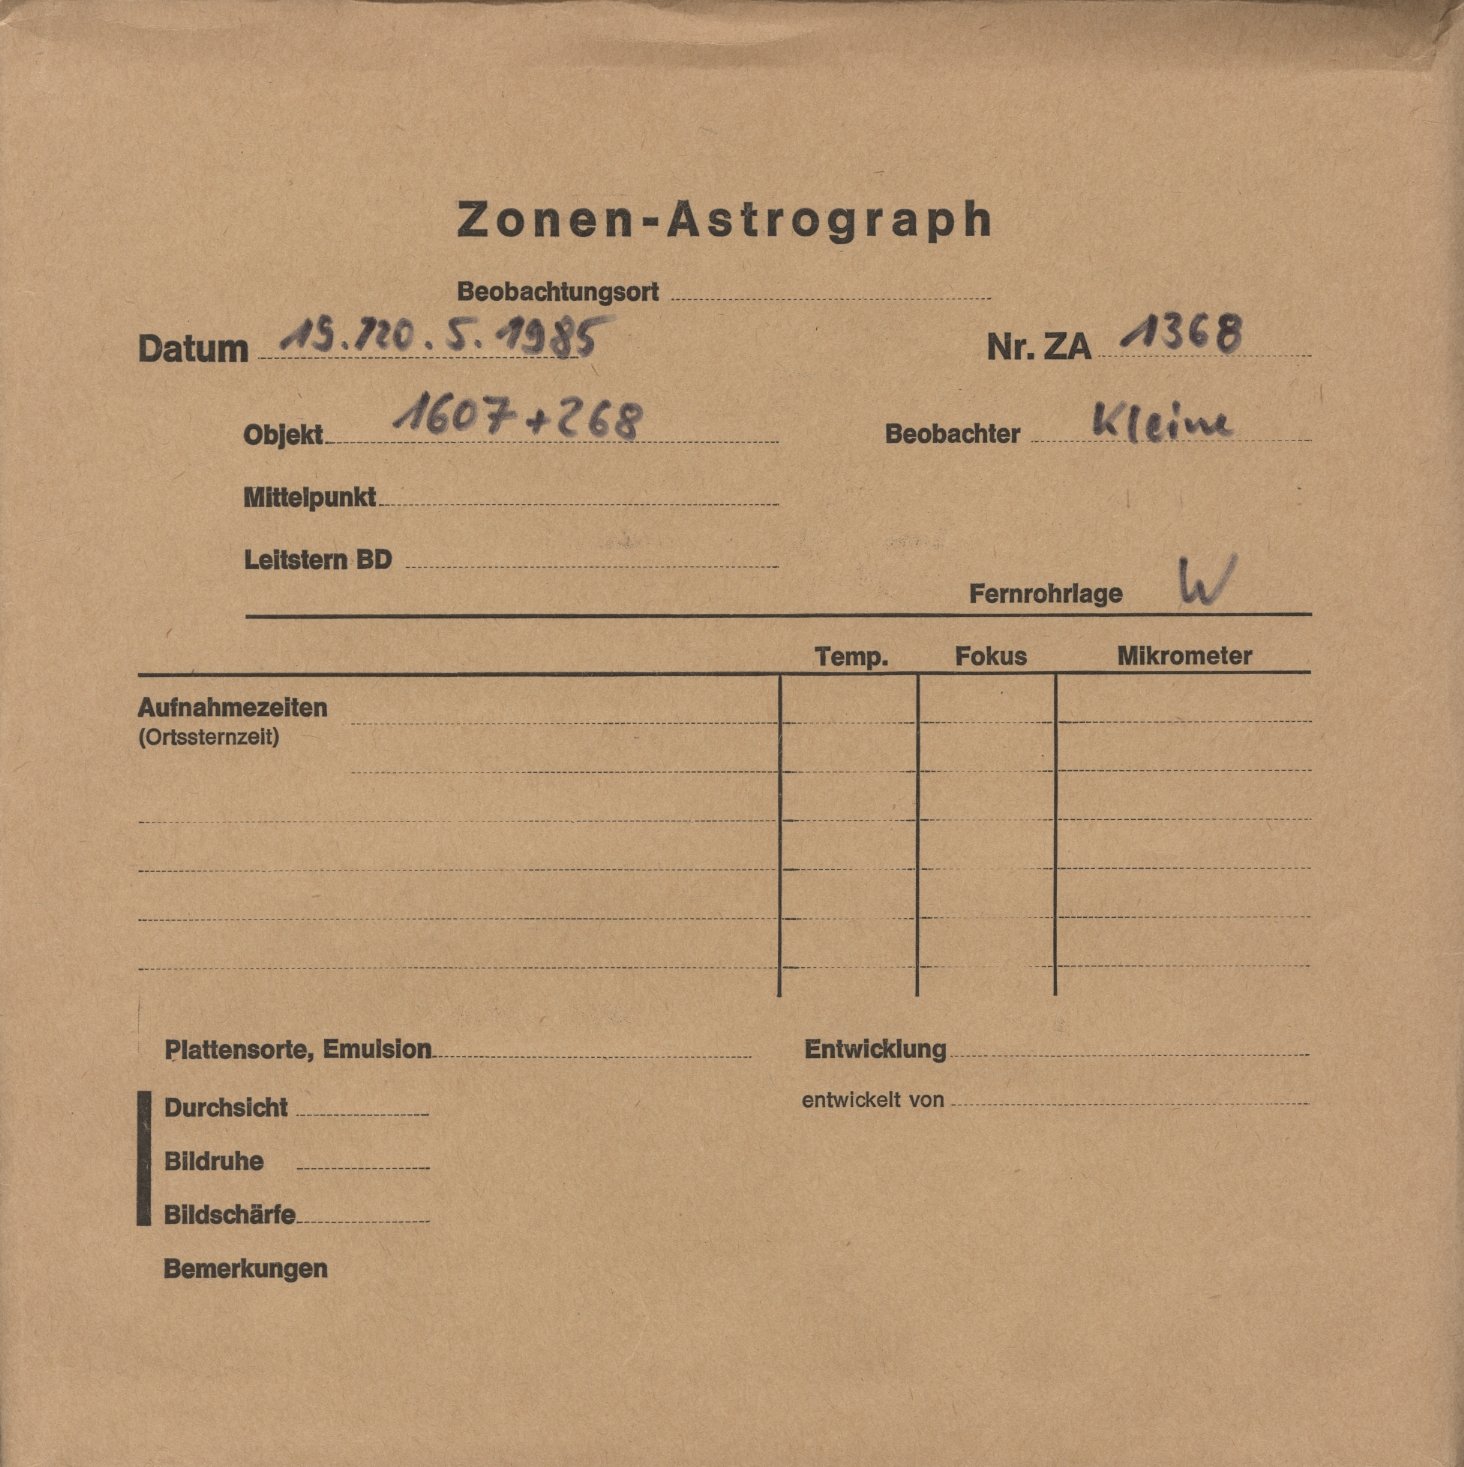 Zonen-Astrograph
Beobachtungsort
Datum 19./20.5.1985 Nr. ZA 1368
Objekt 1607+268 Beobachter Kleine
Mittelpunkt
Leitstern BD
Fernrohrlage W
Temp. Fokus Mikrometer
Aufnahmezeiten
(Ortssternzeit)
Plattensorte, Emulsion Entwicklung
Durchsicht entwickelt von
Bildruhe
Bildschärfe
Bemerkungen